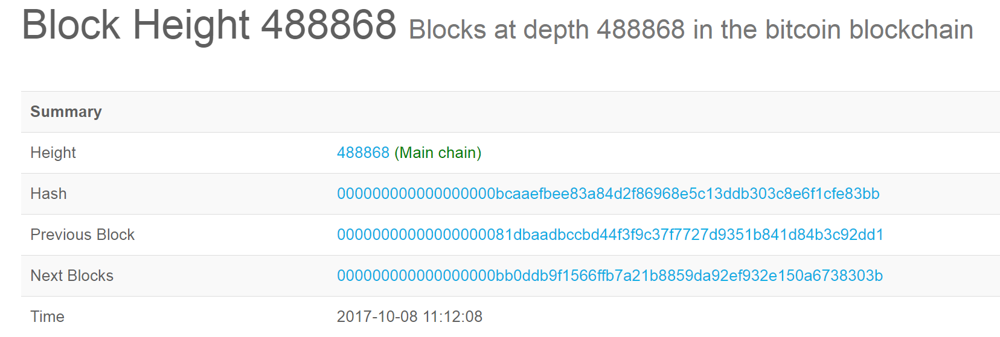 Block Height 488868 Blocks at depth 488868 in the bitcoin blockchain
Summary
Height 488868 (Main chain)
Hash 000000000000000000bcaaefbee83a84d2f86968e5c13ddb303c8e6f1cfe83bb
Previous Block 00000000000000000081dbaadbccbd44f3f9c37f7727d9351b841d84b3c92dd1
Next Blocks 000000000000000000bb0ddb9f1566ffb7a21b8859da92ef932e150a6738303b
Time 2017-10-08 11:12:08